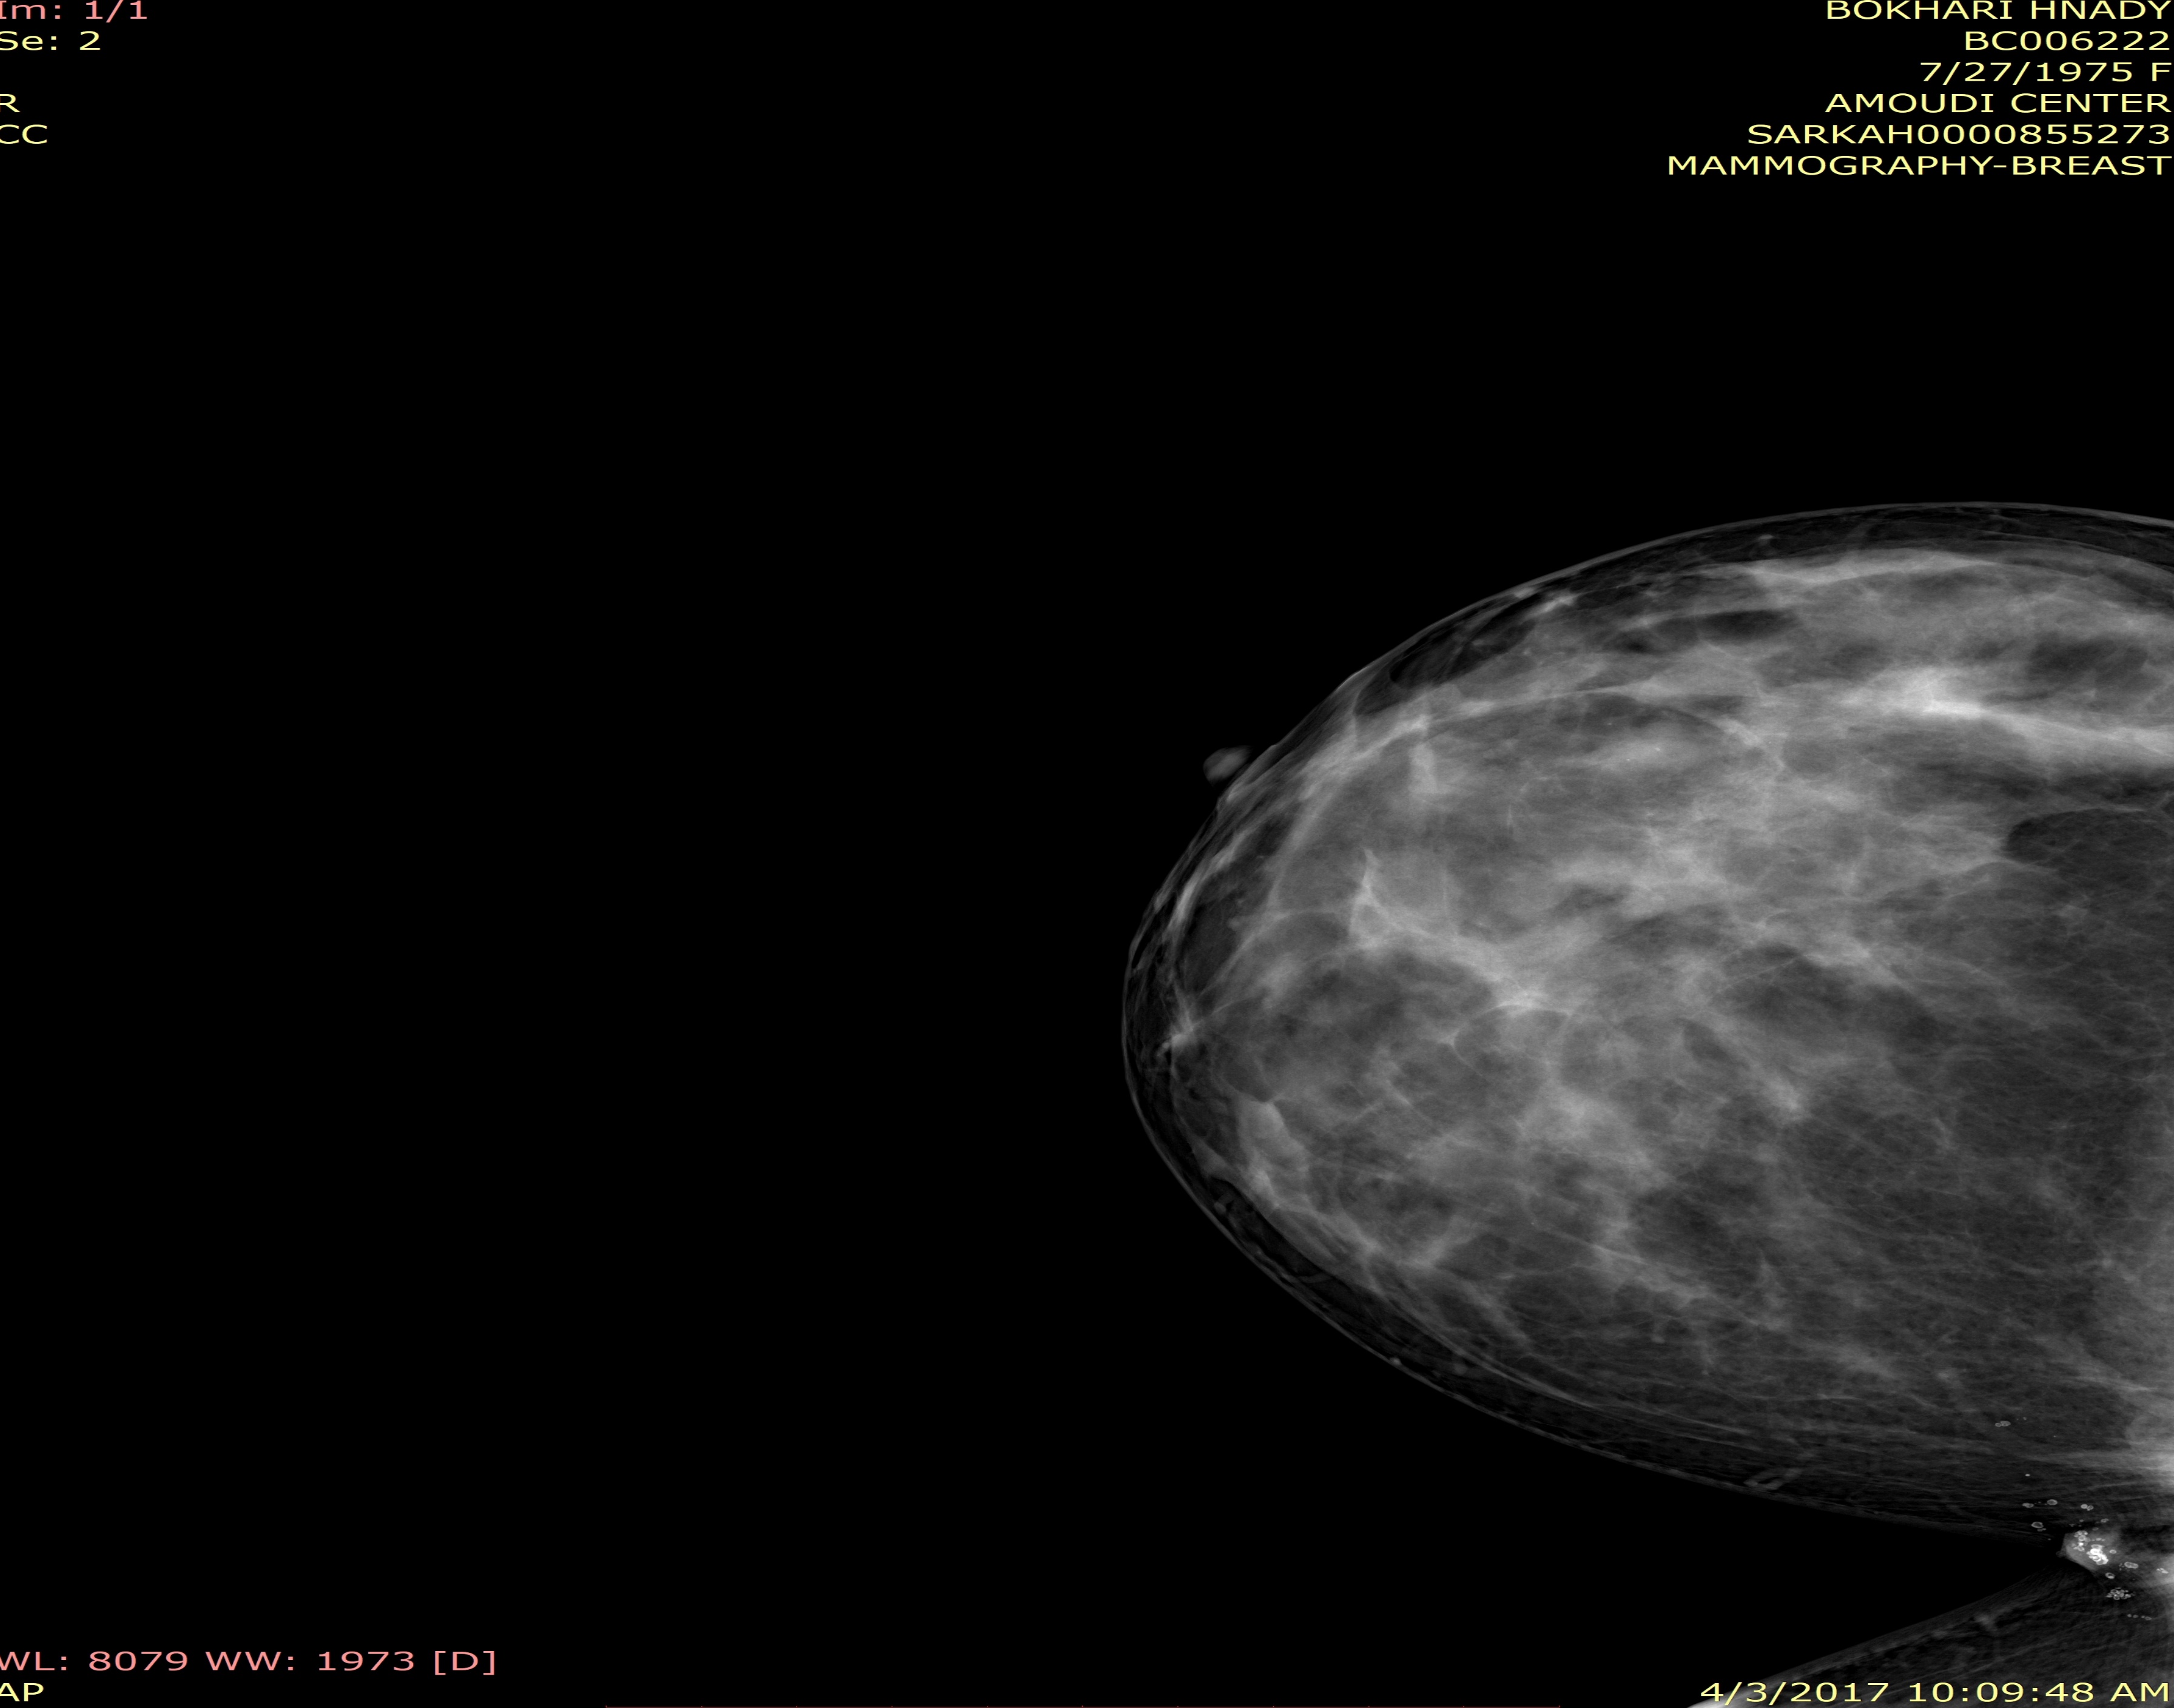 Im: 1/1
Se: 2
R
CC
BOKHARI HNADY
BC006222
7/27/1975 F
AMOUDI CENTER
SARKAH0000855273
MAMMOGRAPHY-BREAST
WL: 8079 WW: 1973 [D]
AP
4/3/2017 10:09:48 AM